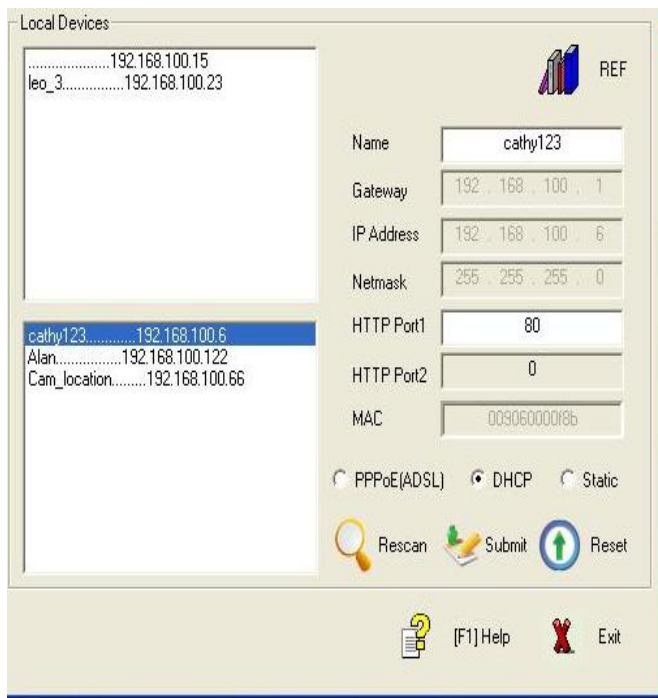 Local Devices
....................192.168.100.15
leo_3...............192.168.100.23
REF
Name cathy123
Gateway 192 . 168 . 100 . 1
IP Address 192 . 168 . 100 . 6
Netmask 255 . 255 . 255 . 0
HTTP Port1 80
HTTP Port2 0
MAC 009060000f8b
cathy123............192.168.100.6
Alan................192.168.100.122
Cam_location.........192.168.100.66
PPPoE(ADSL) DHCP Static
Rescan Submit Reset
[F1] Help Exit